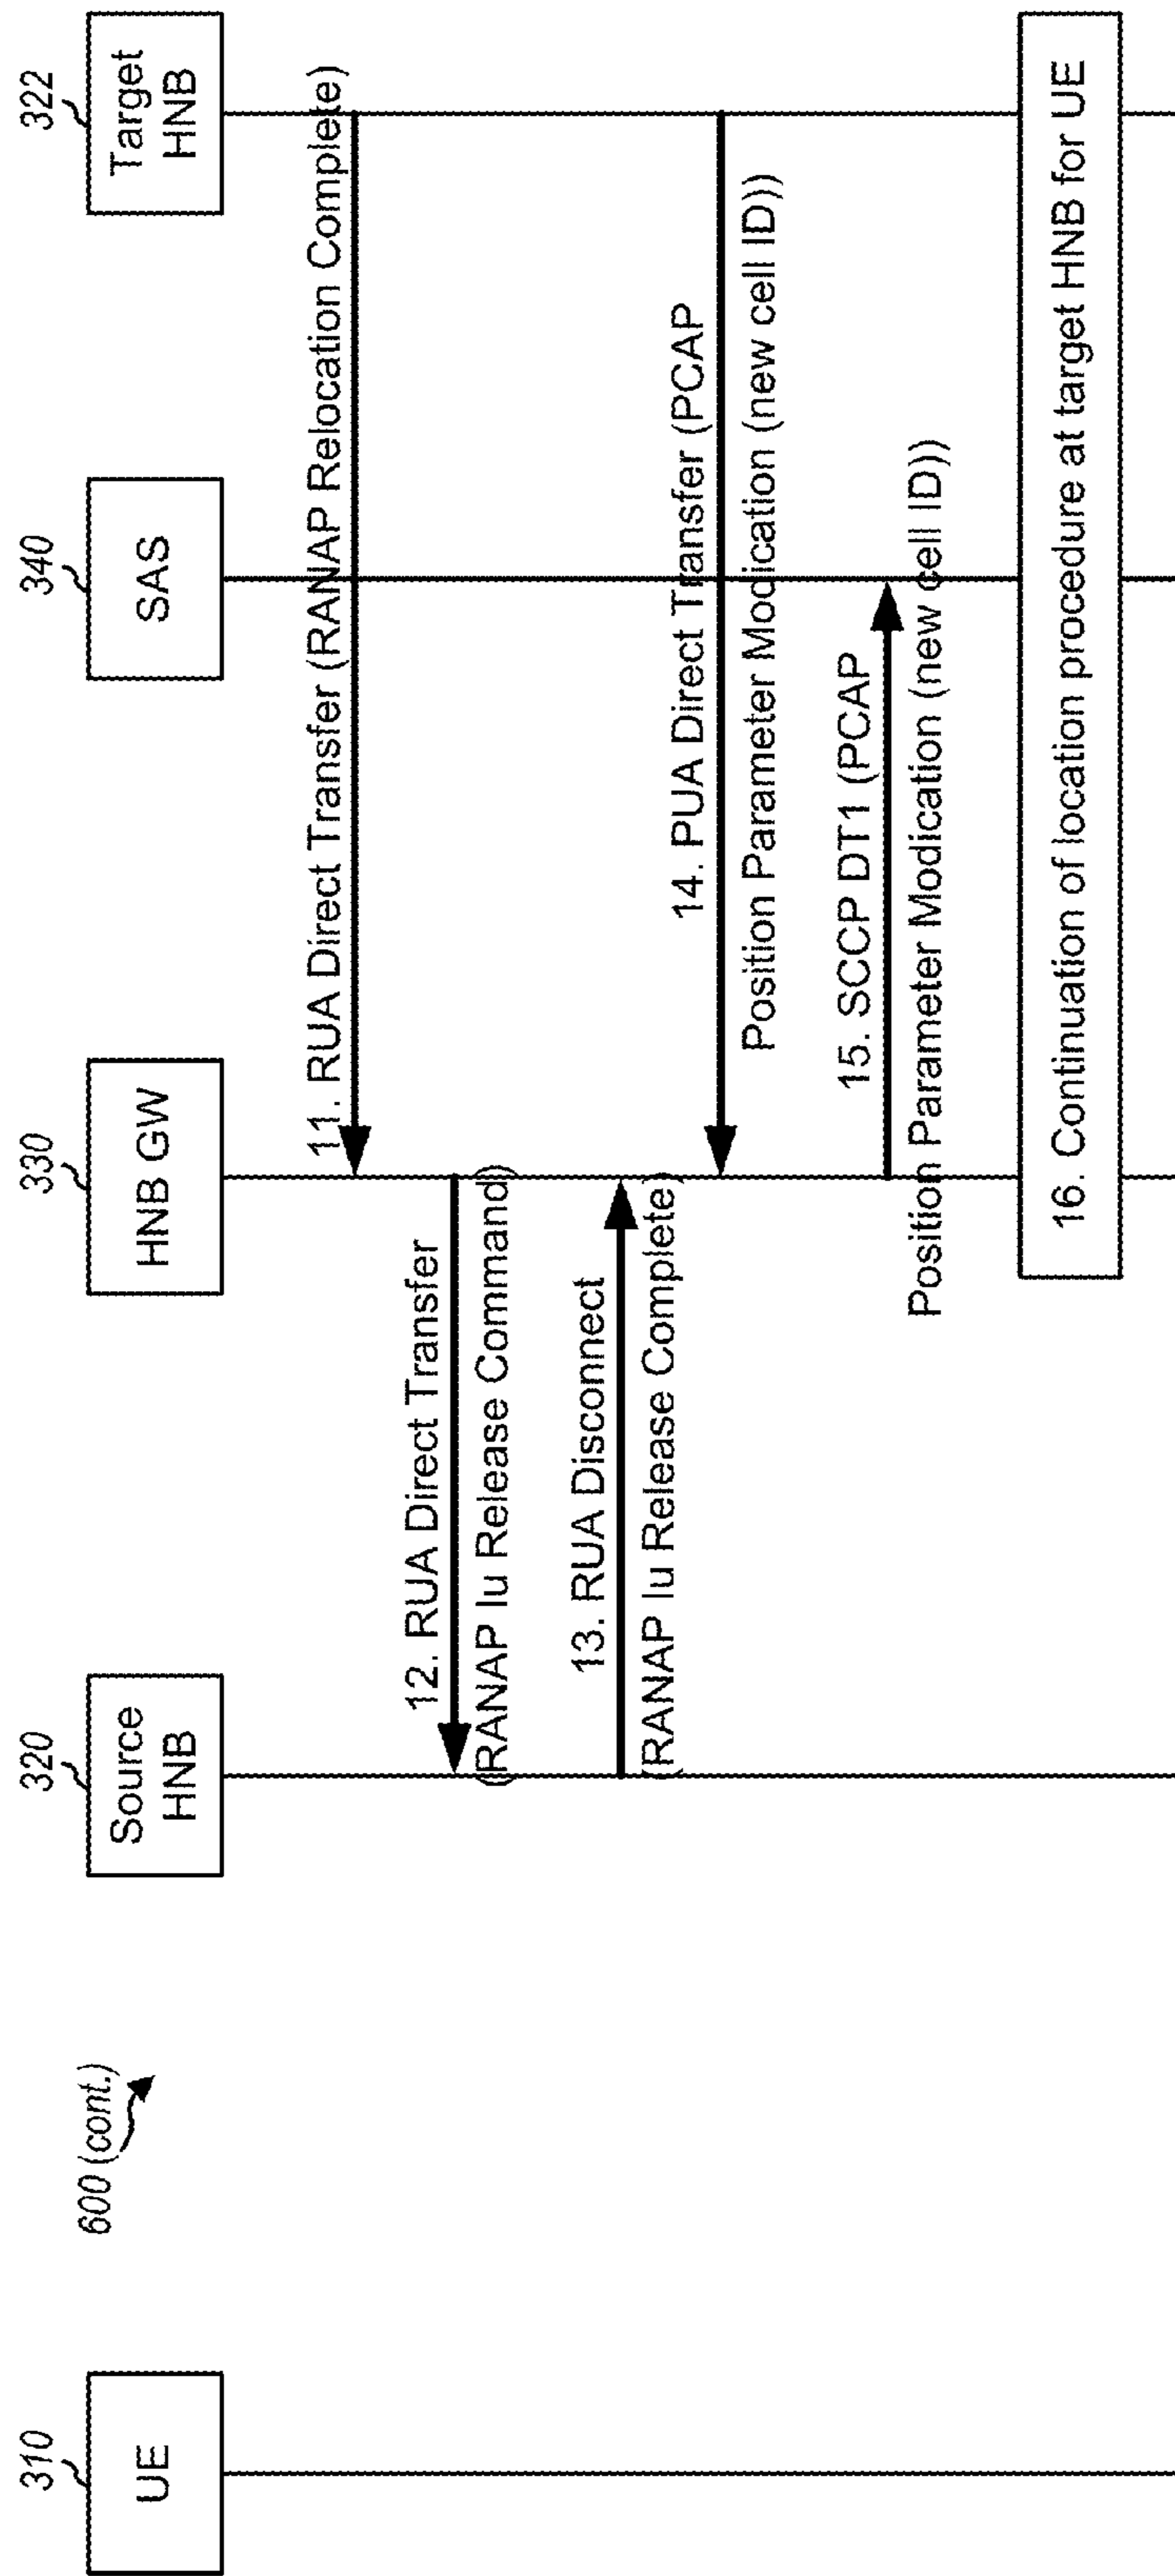 600 (cont.)
310
320
330
340
322
UE
Source
HNB
HNB GW
SAS
Target
HNB
11. RUA Direct Transfer (RANAP Relocation Complete)
12. RUA Direct Transfer
(RANAP Iu Release Command)
13. RUA Disconnect
(RANAP Iu Release Complete)
14. PUA Direct Transfer (PCAP
Position Parameter Modication (new cell ID))
15. SCCP DT1 (PCAP
Position Parameter Modication (new cell ID))
16. Continuation of location procedure at target HNB for UE